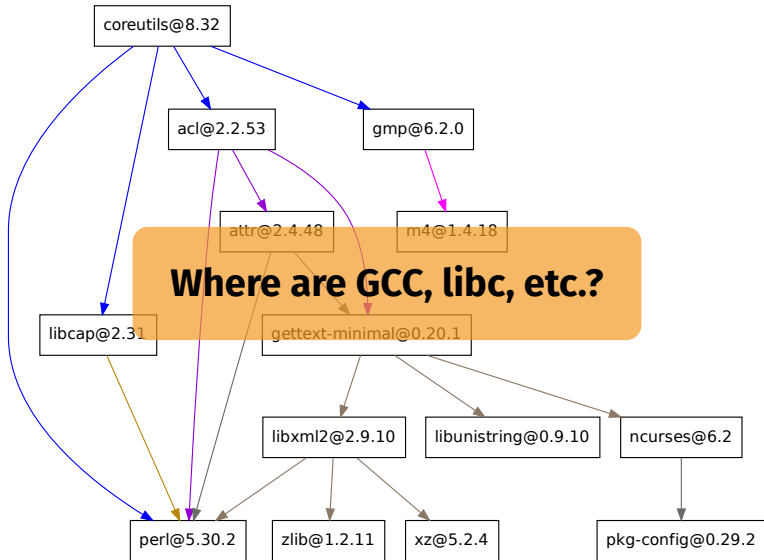 coreutils@8.32
acl@2.2.53
gmp@6.2.0
attr@2.4.48
m4@1.4.18
Where are GCC, libc, etc.?
libcap@2.31
gettext-minimal@0.20.1
libxml2@2.9.10
libunistring@0.9.10
ncurses@6.2
perl@5.30.2
zlib@1.2.11
xz@5.2.4
pkg-config@0.29.2